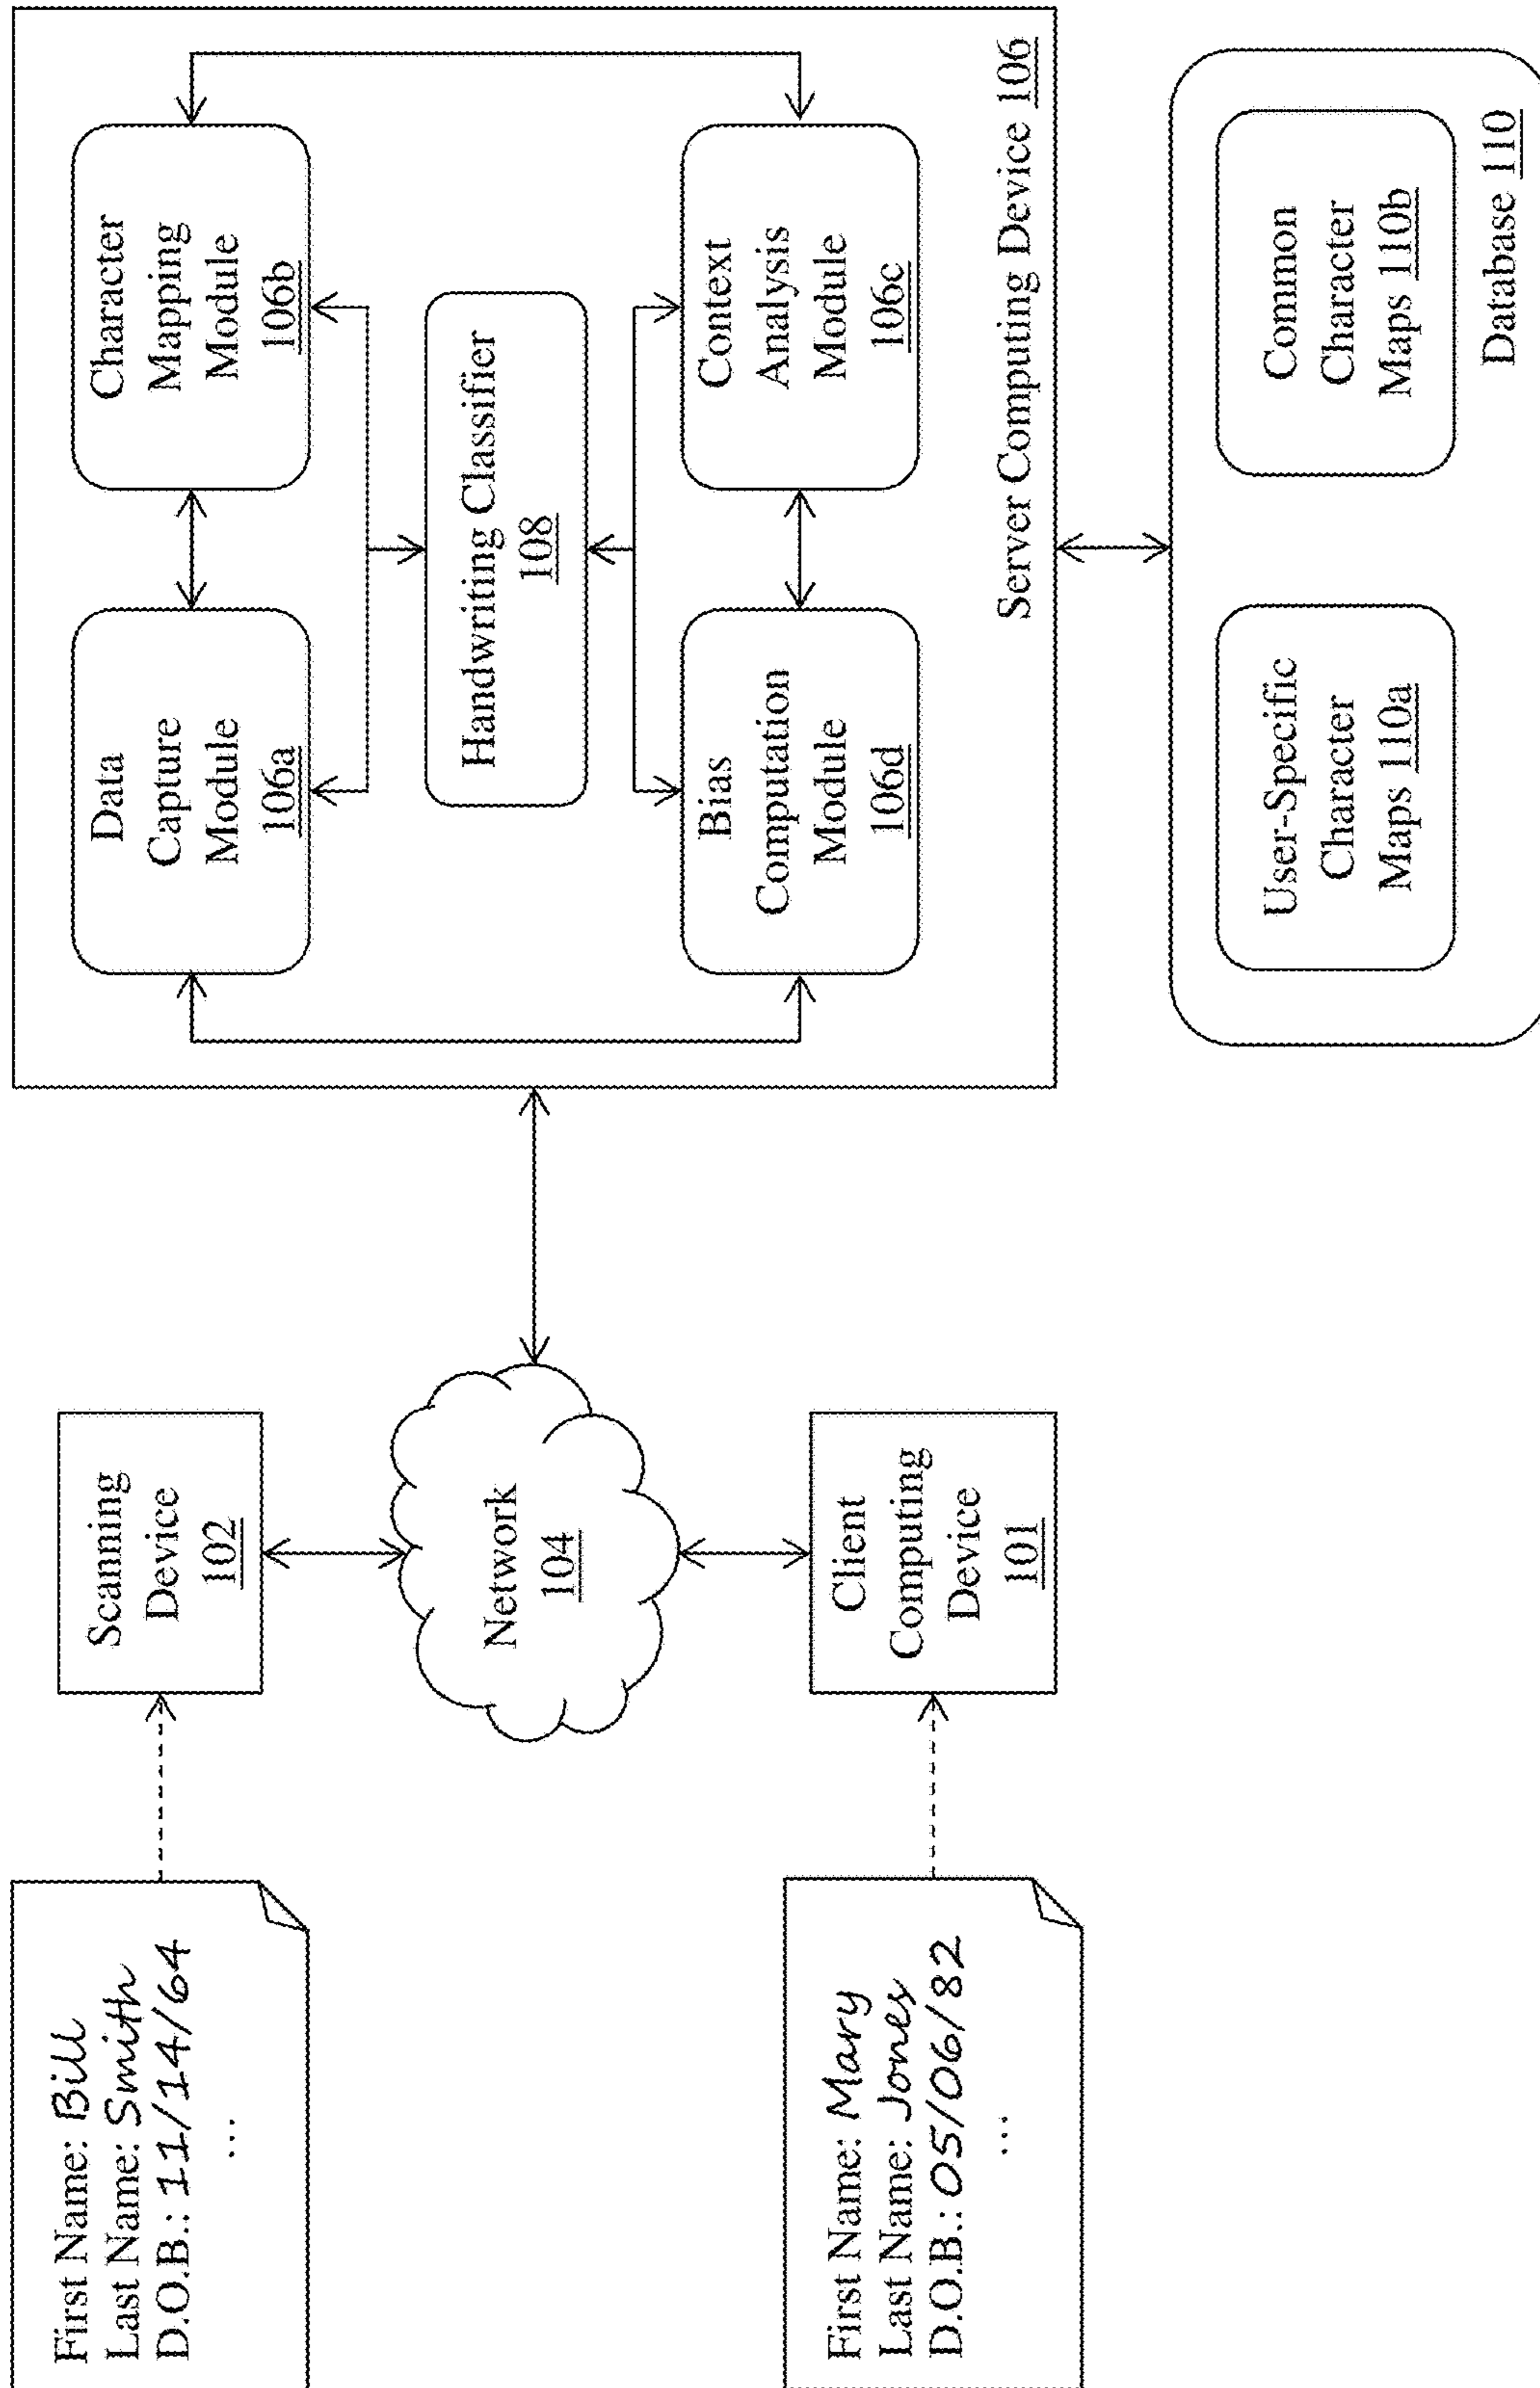 First Name: Bill
Last Name: Smith
D.O.B.: 11/14/64
...
First Name: Mary
Last Name: Jones
D.O.B.: 05/06/82
...
Scanning
Device
102
Network
104
Client
Computing
Device
101
Data
Capture
Module
106a
Character
Mapping
Module
106b
Handwriting Classifier
108
Bias
Computation
Module
106d
Context
Analysis
Module
106c
Server Computing Device 106
User-Specific
Character
Maps 110a
Common
Character
Maps 110b
Database 110